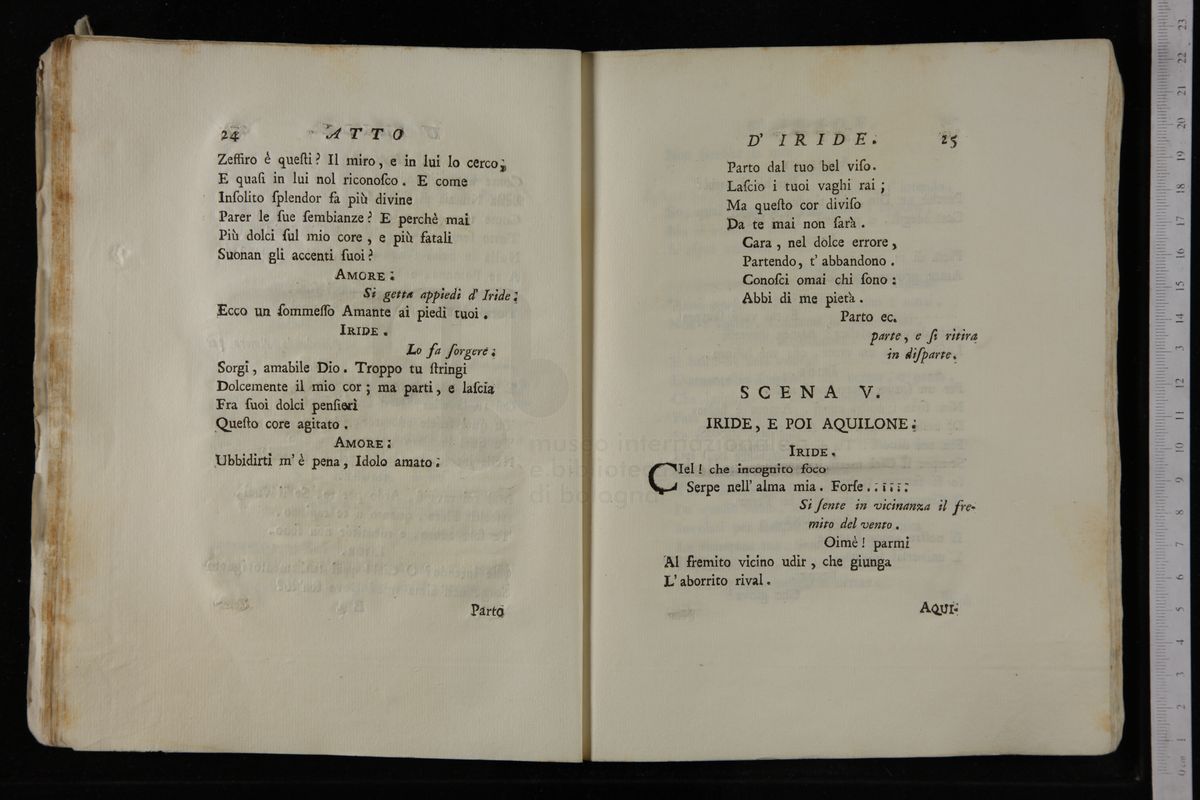 24 ATTO
Zeffiro è queſti? Il miro, e in lui lo cerco;
E quaſi in lui nol riconoſco. E come
Inſolito ſplendor fa più divine
Parer le ſue ſembianze? E perchè mai
Più dolci ſul mio core, e più fatali
Suonan gli accenti ſuoi?
AMORE.
Si getta appiedi d' Iride.
Ecco un ſommeſſo Amante ai piedi tuoi.
IRIDE.
Lo fa ſorgere.
Sorgi, amabile Dio. Troppo tu ſtringi
Dolcemente il mio cor; ma parti, e laſcia
Fra ſuoi dolci penſieri
Queſto core agitato.
AMORE.
Ubbidirti m' è pena, Idolo amato.
Parto
D' IRIDE. 25
Parto dal tuo bel viſo.
Laſcio i tuoi vaghi rai;
Ma queſto cor diviſo
Da te mai non ſarà.
Cara, nel dolce errore,
Partendo, t' abbandono.
Conoſci omai chi ſono:
Abbi di me pietà.
Parto ec.
parte, e ſi ritira
in diſparte.
SCENA V.
IRIDE, E POI AQUILONE.
IRIDE.
CIel! che incognito foco
Serpe nell' alma mia. Forſe.....
Si ſente in vicinanza il fre-
mito del vento.
Oimè! parmi
Al fremito vicino udir, che giunga
L' aborrito rival.
AQUI-
museo internazionale
e biblioteca
di bologna